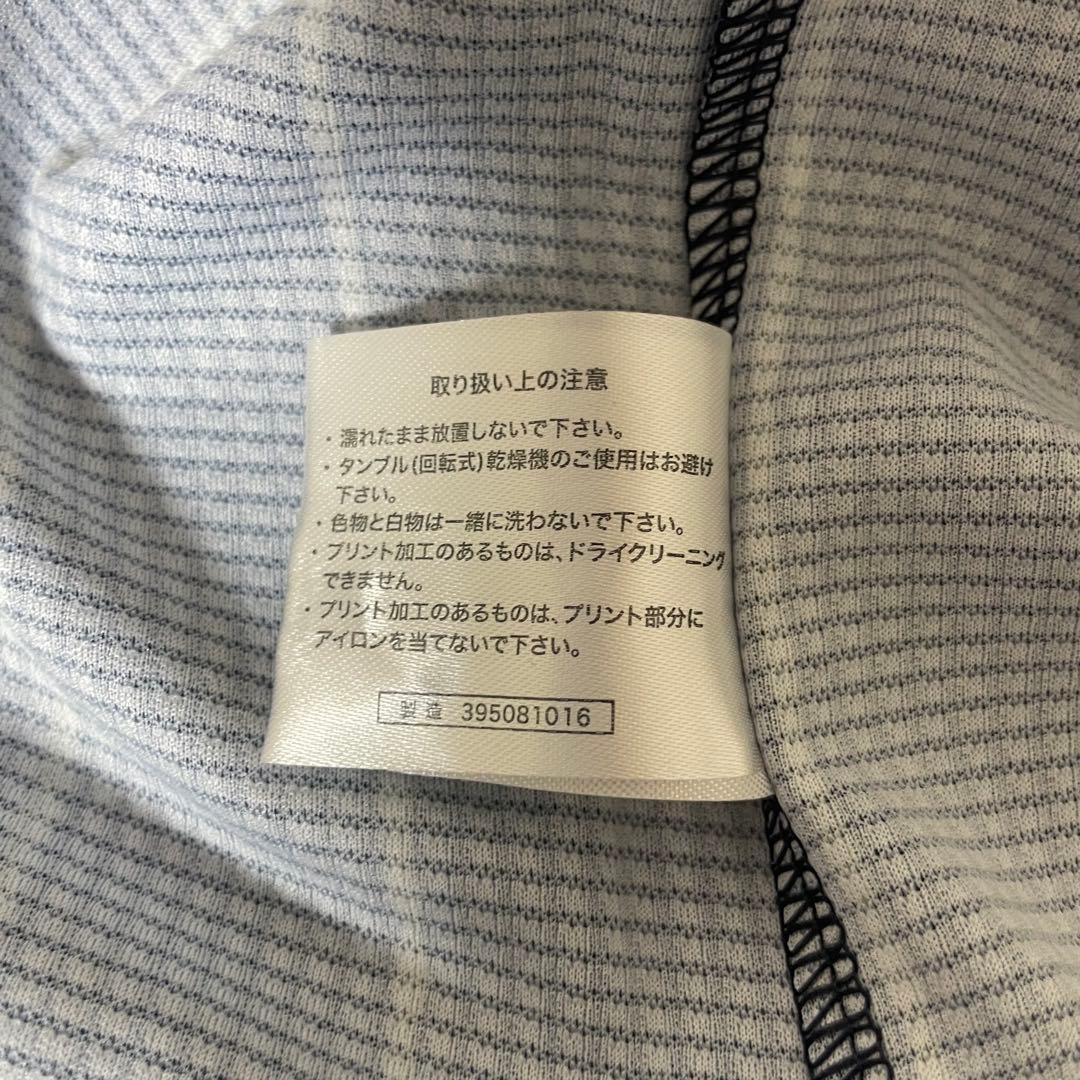 取り扱い上の注意
・濡れたまま放置しないで下さい。
・タンブル(回転式)乾燥機のご使用はお避け
下さい。
・色物と白物は一緒に洗わないで下さい。
・プリント加工のあるものは、ドライクリーニング
できません。
・プリント加工のあるものは、プリント部分に
アイロンを当てないで下さい。
製造 395081016